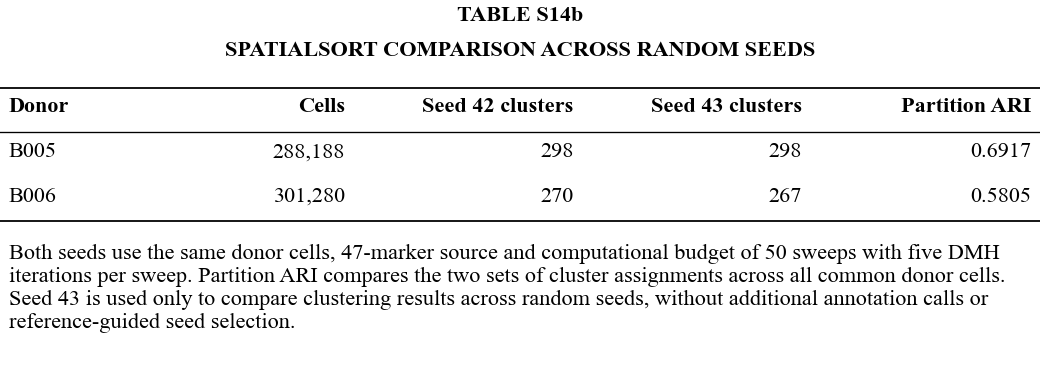 TABLE S14b
SPATIALSORT COMPARISON ACROSS RANDOM SEEDS
Donor Cells Seed 42 clusters Seed 43 clusters Partition ARI
B005 288,188 298 298 0.6917
B006 301,280 270 267 0.5805
Both seeds use the same donor cells, 47-marker source and computational budget of 50 sweeps with five DMH
iterations per sweep. Partition ARI compares the two sets of cluster assignments across all common donor cells.
Seed 43 is used only to compare clustering results across random seeds, without additional annotation calls or
reference-guided seed selection.